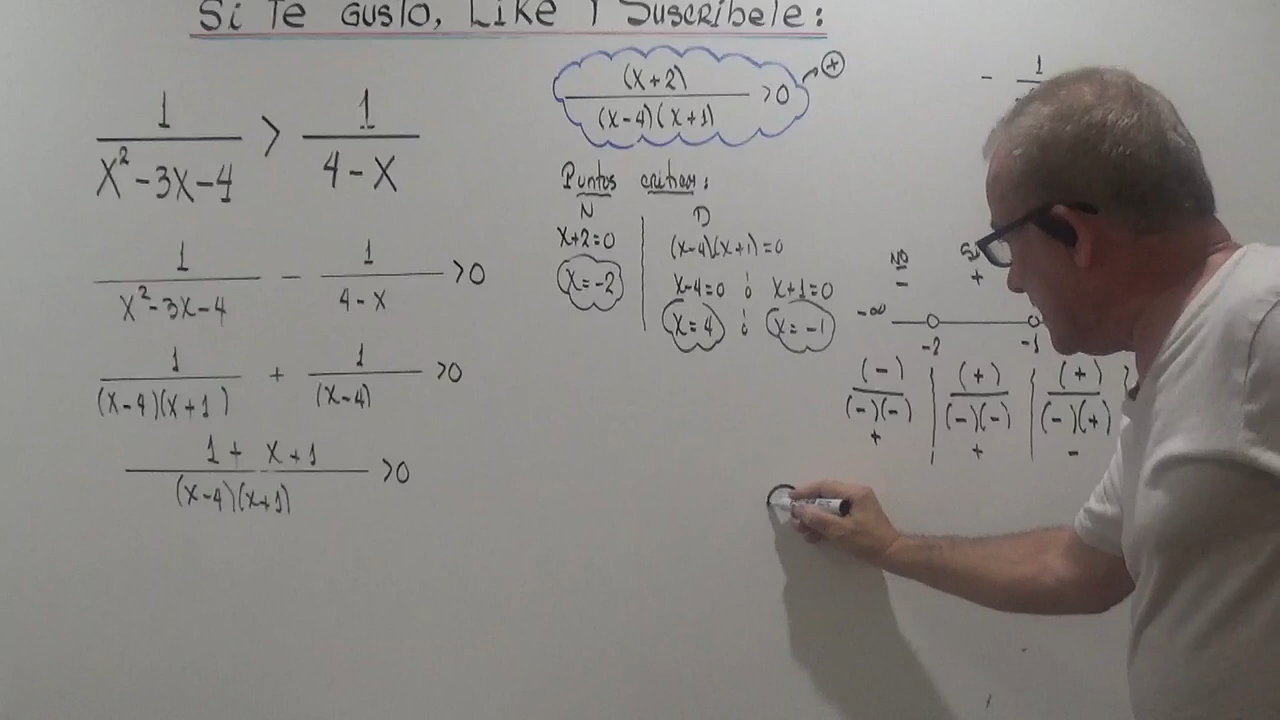 Si Te Gusto, Like Y Suscribete:
1/(x²-3x-4) > 1/(4-x)
1/(x²-3x-4) - 1/(4-x) >0
1/((x-4)(x+1)) + 1/(x-4) >0
(1+ x+1)/((x-4)(x+1)) >0
(x+2)/((x-4)(x+1)) >0 (+)
Puntos criticos:
N D
x+2=0 (x-4)(x+1)=0
x=-2 x-4=0 ó x+1=0
x=4 ó x=-1
- 1
NO Si
- +
-∞
-2 -1
(-)/((-)(-)) | (+)/((-)(-)) | (+)/((-)(+))
+ + -